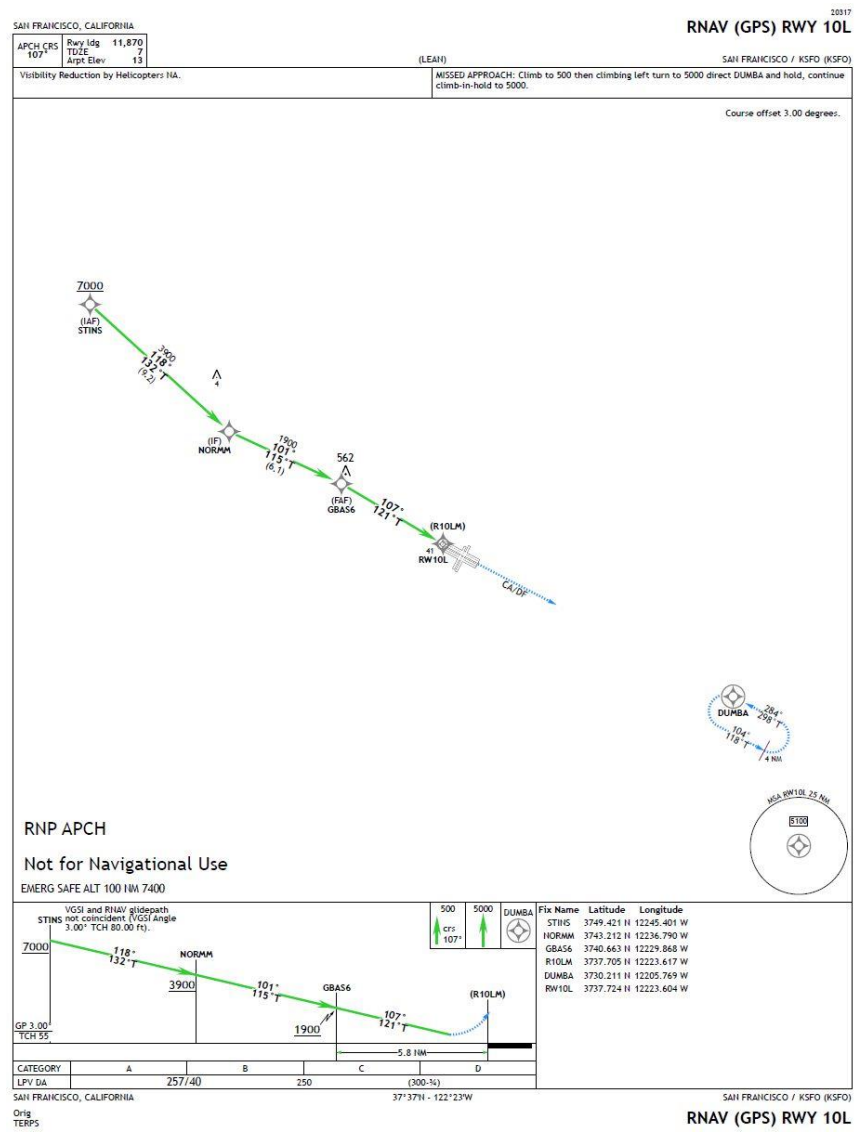 20317
SAN FRANCISCO, CALIFORNIA
RNAV (GPS) RWY 10L
APCH CRS
107°
Rwy ldg 11,870
TDZE 7
Arpt Elev 13
(LEAN)
SAN FRANCISCO / KSFO (KSFO)
Visibility Reduction by Helicopters NA.
MISSED APPROACH: Climb to 500 then climbing left turn to 5000 direct DUMBA and hold, continue
climb-in-hold to 5000.
Course offset 3.00 degrees.
7000
(IAF)
STINS
3900
118°
132°T
(9.2)
4
(IF)
NORMM
1900
101°
115°T
(6.1)
562
(FAF)
GBAS6
107°
121°T
(R10LM)
41
RW10L
CA/DF
DUMBA
284°
298°T
104°
118°T
4 NM
MSA RW10L 25 NM
5100
RNP APCH
Not for Navigational Use
EMERG SAFE ALT 100 NM 7400
VGSI and RNAV glidepath
STINS not coincident (VGSI Angle
3.00° TCH 80.00 ft).
7000
118°
132°T
NORMM
3900
101°
115°T
GBAS6
1900
107°
121°T
(R10LM)
GP 3.00°
TCH 55
5.8 NM
500
crs
107°
5000
DUMBA
Fix Name Latitude Longitude
STINS 3749.421 N 12245.401 W
NORMM 3743.212 N 12236.790 W
GBAS6 3740.663 N 12229.868 W
R10LM 3737.705 N 12223.617 W
DUMBA 3730.211 N 12205.769 W
RW10L 3737.724 N 12223.604 W
CATEGORY A B C D
LPV DA 257/40 250 (300-¾)
SAN FRANCISCO, CALIFORNIA
37°37'N - 122°23'W
SAN FRANCISCO / KSFO (KSFO)
Orig
TERPS
RNAV (GPS) RWY 10L